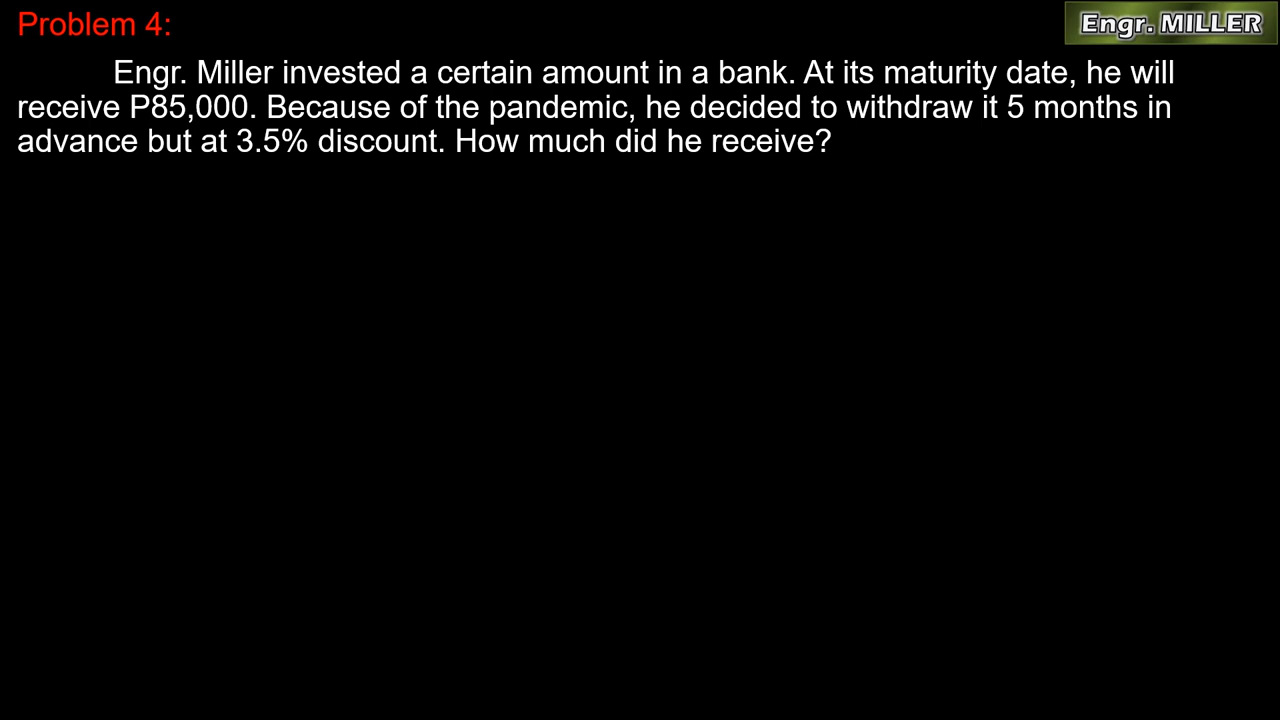 Problem 4:
Engr. MILLER
Engr. Miller invested a certain amount in a bank. At its maturity date, he will
receive P85,000. Because of the pandemic, he decided to withdraw it 5 months in
advance but at 3.5% discount. How much did he receive?